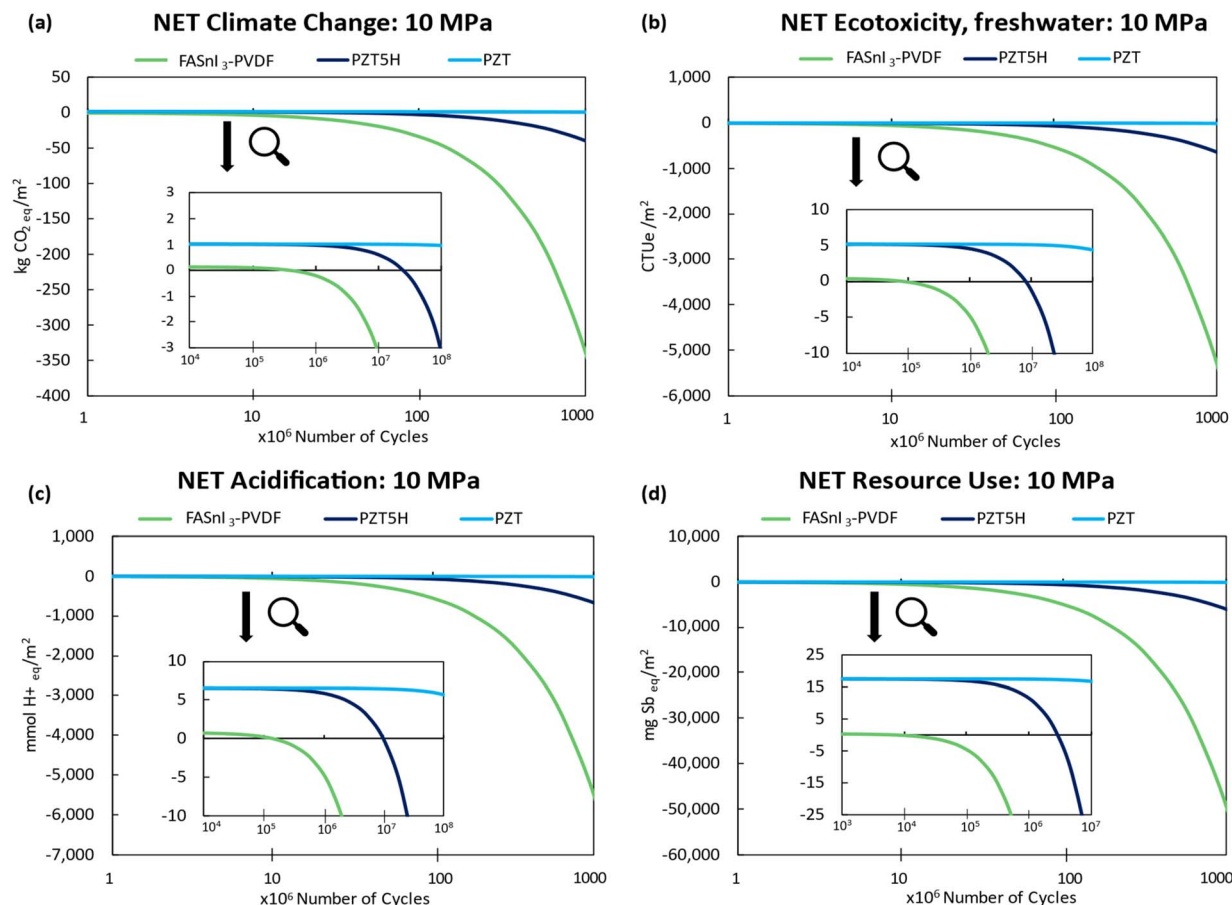 (a)
NET Climate Change: 10 MPa
FASnI 3-PVDF PZT5H PZT
kg CO2 eq/m2
50
0
-50
-100
-150
-200
-250
-300
-350
-400
3
2
1
0
-1
-2
-3
10^4 10^5 10^6 10^7 10^8
1 10 100 1000
x10^6 Number of Cycles
(b)
NET Ecotoxicity, freshwater: 10 MPa
FASnI 3-PVDF PZT5H PZT
CTUe /m2
1,000
0
-1,000
-2,000
-3,000
-4,000
-5,000
-6,000
10
5
0
-5
-10
10^4 10^5 10^6 10^7 10^8
1 10 100 1000
x10^6 Number of Cycles
(c)
NET Acidification: 10 MPa
FASnI 3-PVDF PZT5H PZT
mmol H+ eq/m2
1,000
0
-1,000
-2,000
-3,000
-4,000
-5,000
-6,000
-7,000
10
5
0
-5
-10
10^4 10^5 10^6 10^7 10^8
1 10 100 1000
x10^6 Number of Cycles
(d)
NET Resource Use: 10 MPa
FASnI 3-PVDF PZT5H PZT
mg Sb eq/m2
10,000
0
-10,000
-20,000
-30,000
-40,000
-50,000
-60,000
25
15
5
-5
-15
-25
10^3 10^4 10^5 10^6 10^7
1 10 100 1000
x10^6 Number of Cycles